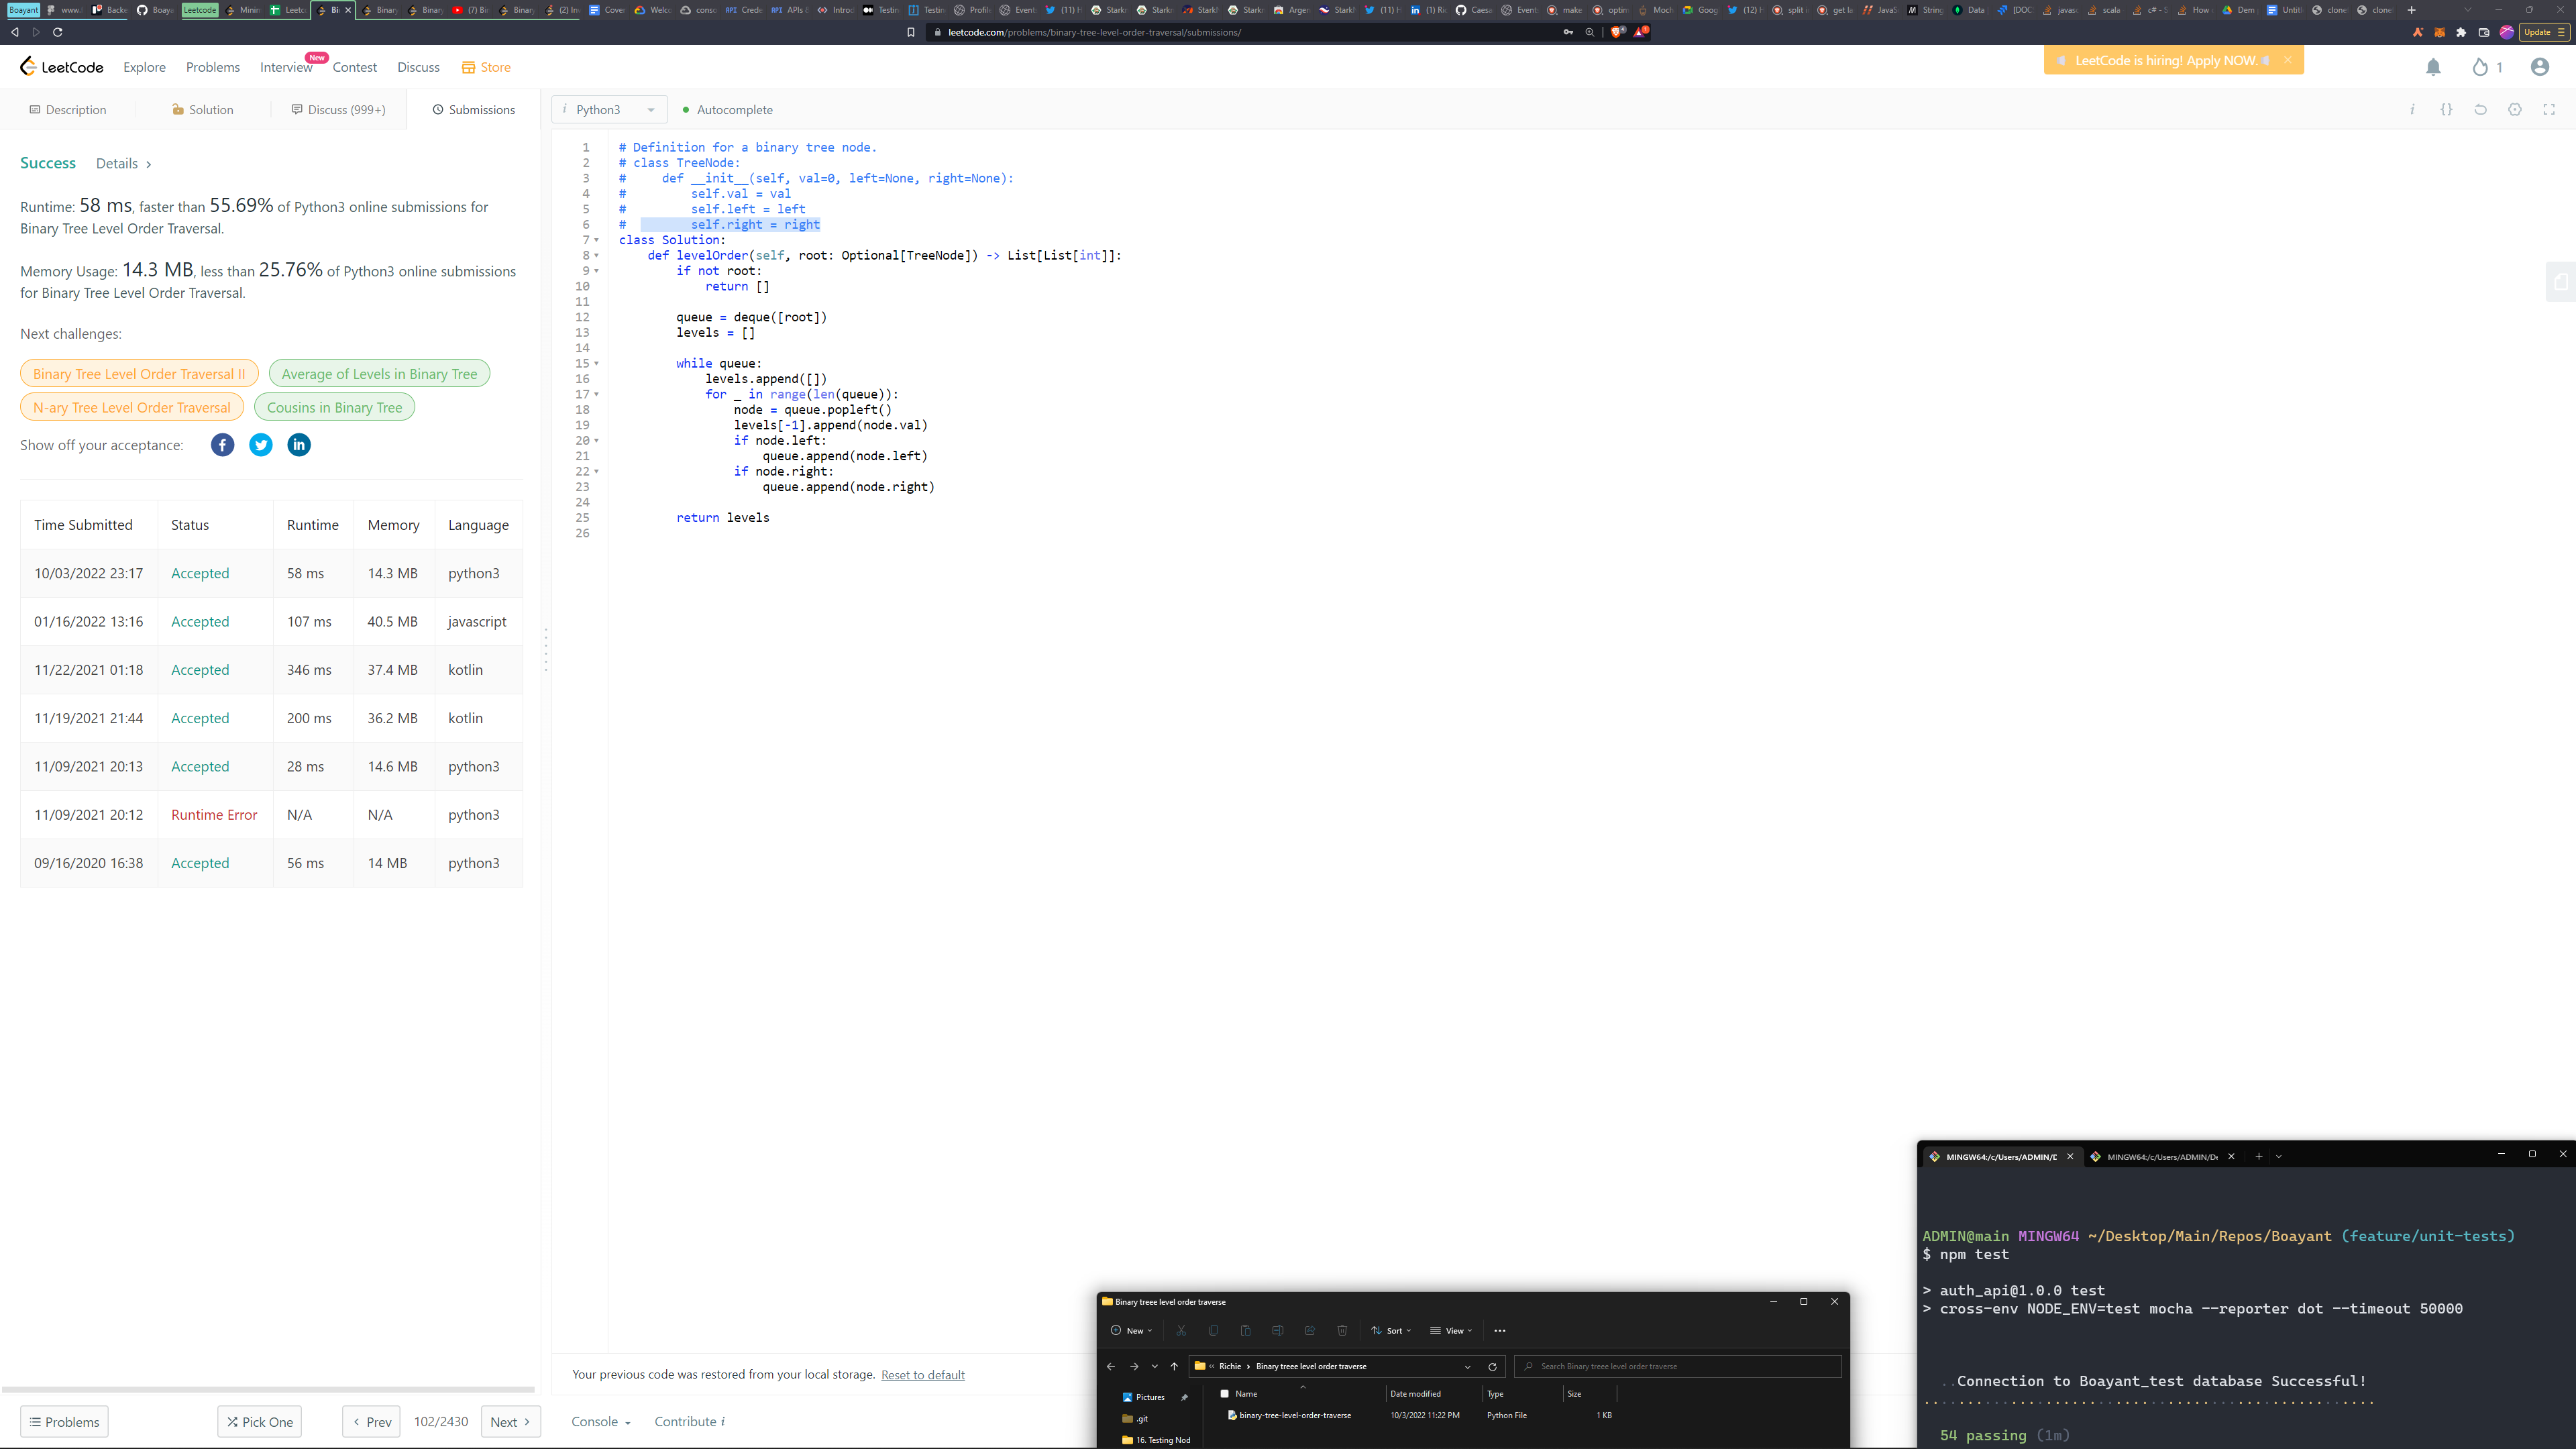 Boayant www. Backe Boaya Leetcode Minim Leetc Bi Binary Binary (7) Bi Binary (2) In Cover Welco conso Crede APIs & Introd Testin Testin Profile Event (11) H Stark Stark Stark Stark Argen Stark (11) H (1) Ri Caesa Event make optim Moch Goog (12) H split i get la JavaS String Data [DOC javasc scala c# - S How Dem Untit clone clone
leetcode.com/problems/binary-tree-level-order-traversal/submissions/
Update
LeetCode Explore Problems Interview New Contest Discuss Store
LeetCode is hiring! Apply NOW.
1
Description Solution Discuss (999+) Submissions
i Python3 Autocomplete
Success Details >
Runtime: 58 ms, faster than 55.69% of Python3 online submissions for
Binary Tree Level Order Traversal.
Memory Usage: 14.3 MB, less than 25.76% of Python3 online submissions
for Binary Tree Level Order Traversal.
Next challenges:
Binary Tree Level Order Traversal II Average of Levels in Binary Tree
N-ary Tree Level Order Traversal Cousins in Binary Tree
Show off your acceptance:
Time Submitted Status Runtime Memory Language
10/03/2022 23:17 Accepted 58 ms 14.3 MB python3
01/16/2022 13:16 Accepted 107 ms 40.5 MB javascript
11/22/2021 01:18 Accepted 346 ms 37.4 MB kotlin
11/19/2021 21:44 Accepted 200 ms 36.2 MB kotlin
11/09/2021 20:13 Accepted 28 ms 14.6 MB python3
11/09/2021 20:12 Runtime Error N/A N/A python3
09/16/2020 16:38 Accepted 56 ms 14 MB python3
1 # Definition for a binary tree node.
2 # class TreeNode:
3 #     def __init__(self, val=0, left=None, right=None):
4 #         self.val = val
5 #         self.left = left
6 #         self.right = right
7 class Solution:
8     def levelOrder(self, root: Optional[TreeNode]) -> List[List[int]]:
9         if not root:
10             return []
11
12         queue = deque([root])
13         levels = []
14
15         while queue:
16             levels.append([])
17             for _ in range(len(queue)):
18                 node = queue.popleft()
19                 levels[-1].append(node.val)
20                 if node.left:
21                     queue.append(node.left)
22                 if node.right:
23                     queue.append(node.right)
24
25         return levels
26
Your previous code was restored from your local storage. Reset to default
Problems Pick One Prev 102/2430 Next
Console Contribute i
Binary treee level order traverse
New Sort View
Richie > Binary treee level order traverse Search Binary treee level order traverse
Pictures
.git
16. Testing Nod
Name Date modified Type Size
binary-tree-level-order-traverse 10/3/2022 11:22 PM Python File 1 KB
MINGW64:/c/Users/ADMIN/D MINGW64:/c/Users/ADMIN/De
ADMIN@main MINGW64 ~/Desktop/Main/Repos/Boayant (feature/unit-tests)
$ npm test
> auth_api@1.0.0 test
> cross-env NODE_ENV=test mocha --reporter dot --timeout 50000
..Connection to Boayant_test database Successful!
54 passing (1m)